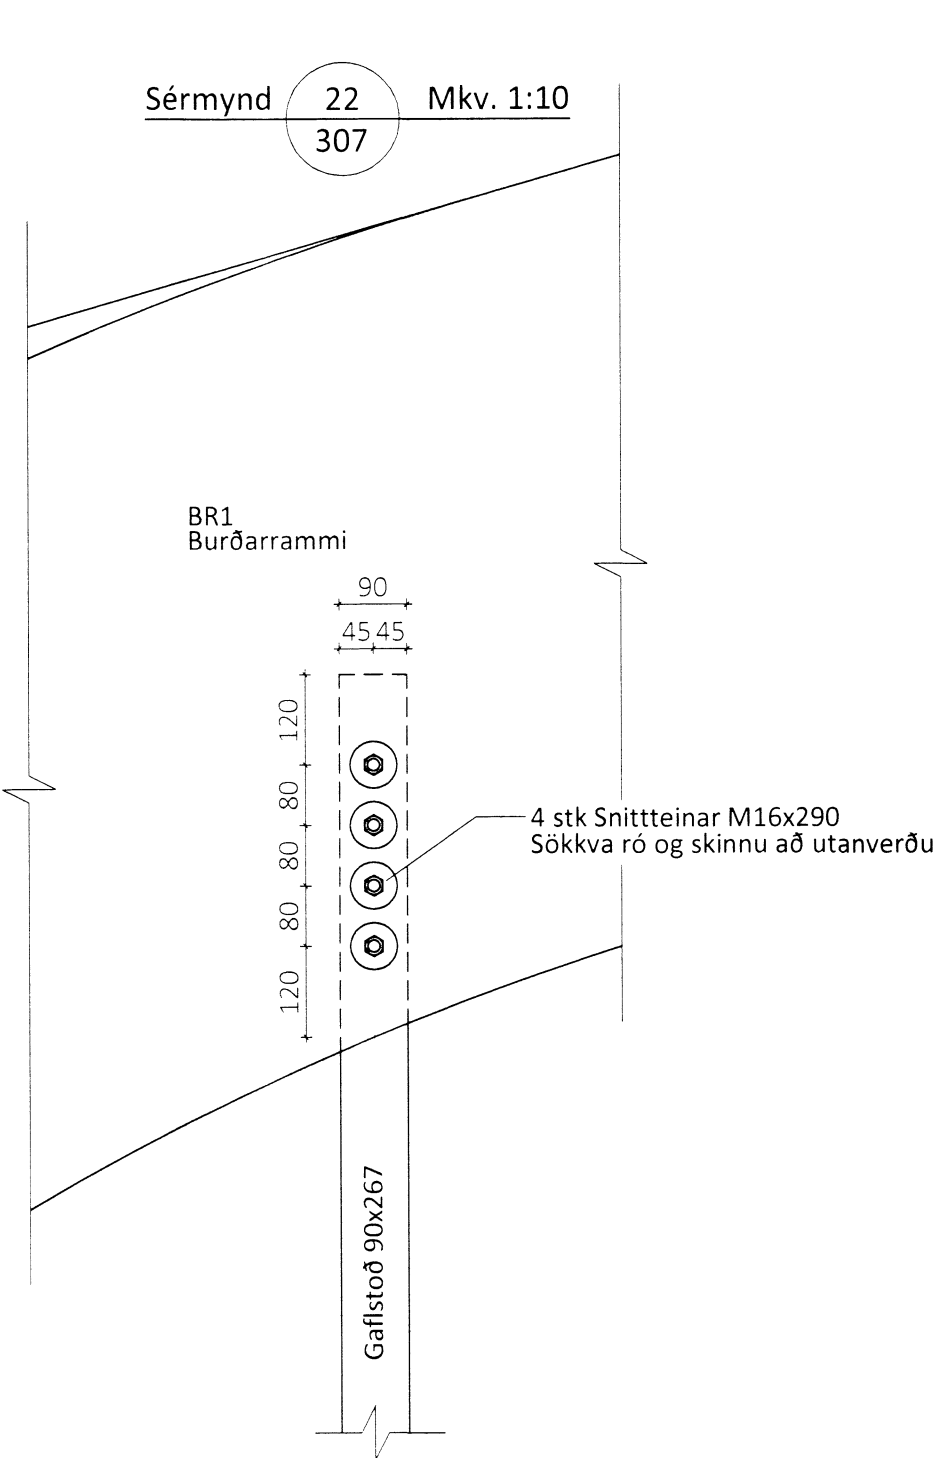 Sérmynd 22 Mkv. 1:10
307
BR1
Burðarrammi
90
45 45
120
80
80
80
120
4 stk Snittteinar M16x290
Sökkva ró og skinnu að utanverðu
Gaflstoð 90x267